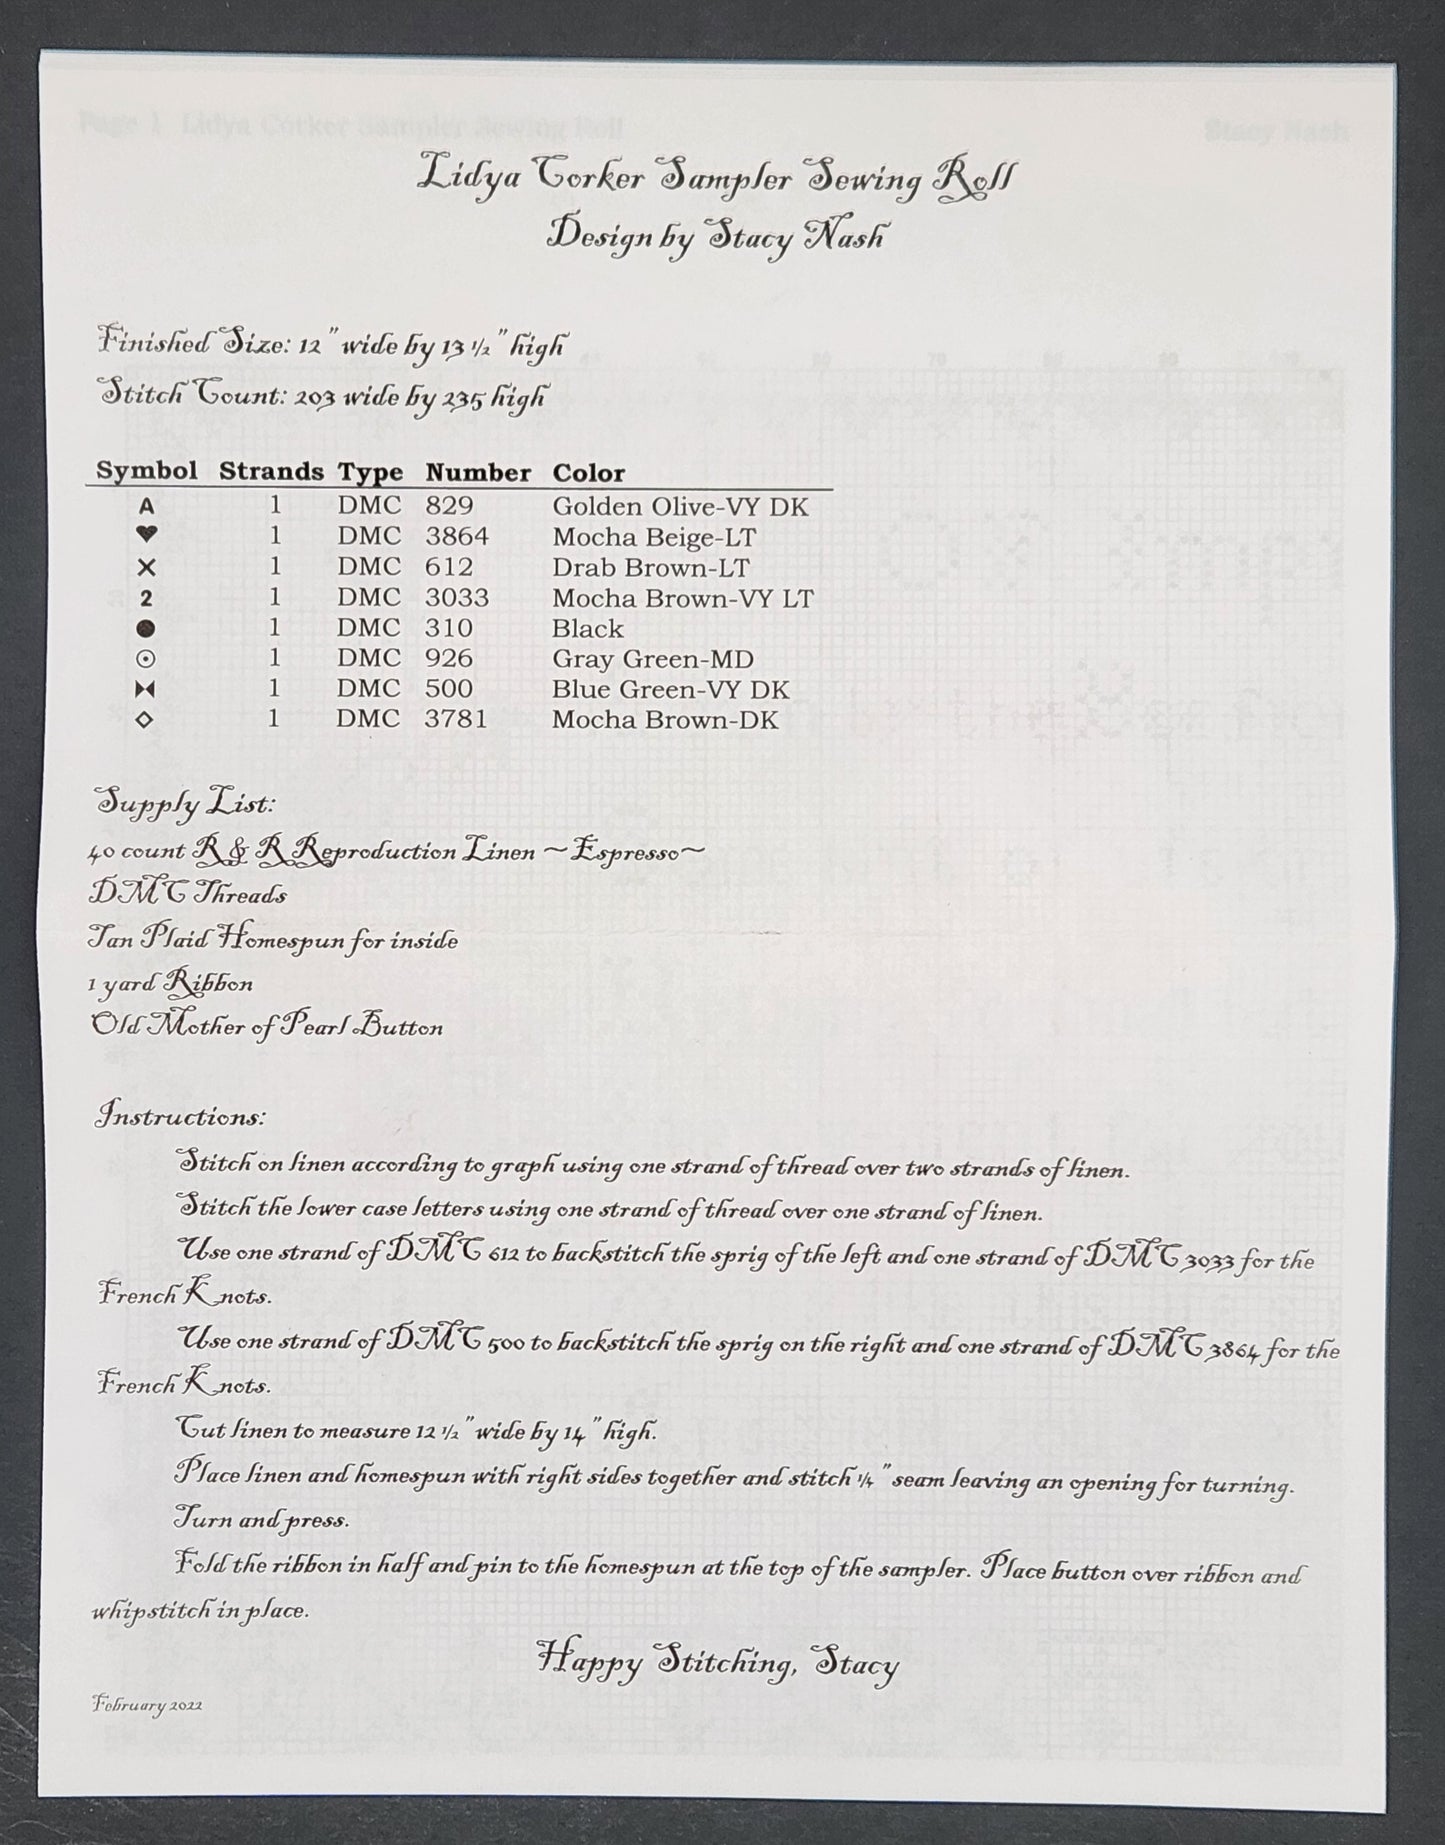 Page 1 Lidya Corker Sampler Sewing Roll Stacy Nash
Lidya Corker Sampler Sewing Roll
Design by Stacy Nash
Finished Size: 12" wide by 13 1/2" high
Stitch Count: 203 wide by 235 high
Symbol Strands Type Number Color
A 1 DMC 829 Golden Olive-VY DK
♥ 1 DMC 3864 Mocha Beige-LT
✕ 1 DMC 612 Drab Brown-LT
2 1 DMC 3033 Mocha Brown-VY LT
● 1 DMC 310 Black
⊙ 1 DMC 926 Gray Green-MD
⧓ 1 DMC 500 Blue Green-VY DK
◇ 1 DMC 3781 Mocha Brown-DK
Supply List:
40 count R & R Reproduction Linen ~Espresso~
DMC Threads
Tan Plaid Homespun for inside
1 yard Ribbon
Old Mother of Pearl Button
Instructions:
Stitch on linen according to graph using one strand of thread over two strands of linen.
Stitch the lower case letters using one strand of thread over one strand of linen.
Use one strand of DMC 612 to backstitch the sprig of the left and one strand of DMC 3033 for the
French Knots.
Use one strand of DMC 500 to backstitch the sprig on the right and one strand of DMC 3864 for the
French Knots.
Cut linen to measure 12 1/2" wide by 14" high.
Place linen and homespun with right sides together and stitch 1/4" seam leaving an opening for turning.
Turn and press.
Fold the ribbon in half and pin to the homespun at the top of the sampler. Place button over ribbon and
whipstitch in place.
Happy Stitching, Stacy
February 2022